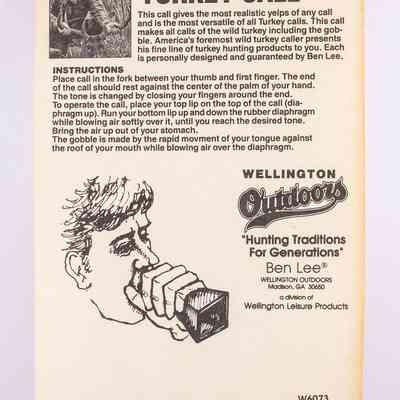 TURKEY CALL
This call gives the most realistic yelps of any call
and is the most versatile of all Turkey calls. This call
makes all calls of the wild turkey including the gob-
ble. America's foremost wild turkey caller presents
his fine line of turkey hunting products to you. Each
is personally designed and guaranteed by Ben Lee.
INSTRUCTIONS
Place call in the fork between your thumb and first finger. The end
of the call should rest against the center of the palm of your hand.
The tone is changed by closing your fingers around the end.
To operate the call, place your top lip on the top of the call (dia-
phragm up). Run your bottom lip up and down the rubber diaphragm
while blowing air softly over it, until you reach the desired tone.
Bring the air up out of your stomach.
The gobble is made by the rapid movment of your tongue against
the roof of your mouth while blowing air over the diaphragm.
WELLINGTON
Outdoors
"Hunting Traditions
For Generations"
Ben Lee®
WELLINGTON OUTDOORS
Madison, GA 30650
a division of
Wellington Leisure Products
W6073